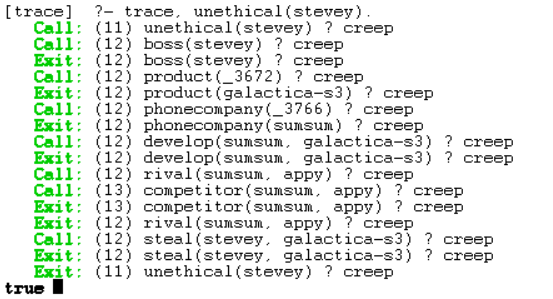 [trace]  ?- trace, unethical(stevey).
   Call: (11) unethical(stevey) ? creep
   Call: (12) boss(stevey) ? creep
   Exit: (12) boss(stevey) ? creep
   Call: (12) product(_3672) ? creep
   Exit: (12) product(galactica-s3) ? creep
   Call: (12) phonecompany(_3766) ? creep
   Exit: (12) phonecompany(sumsum) ? creep
   Call: (12) develop(sumsum, galactica-s3) ? creep
   Exit: (12) develop(sumsum, galactica-s3) ? creep
   Call: (12) rival(sumsum, appy) ? creep
   Call: (13) competitor(sumsum, appy) ? creep
   Exit: (13) competitor(sumsum, appy) ? creep
   Exit: (12) rival(sumsum, appy) ? creep
   Call: (12) steal(stevey, galactica-s3) ? creep
   Exit: (12) steal(stevey, galactica-s3) ? creep
   Exit: (11) unethical(stevey) ? creep
true